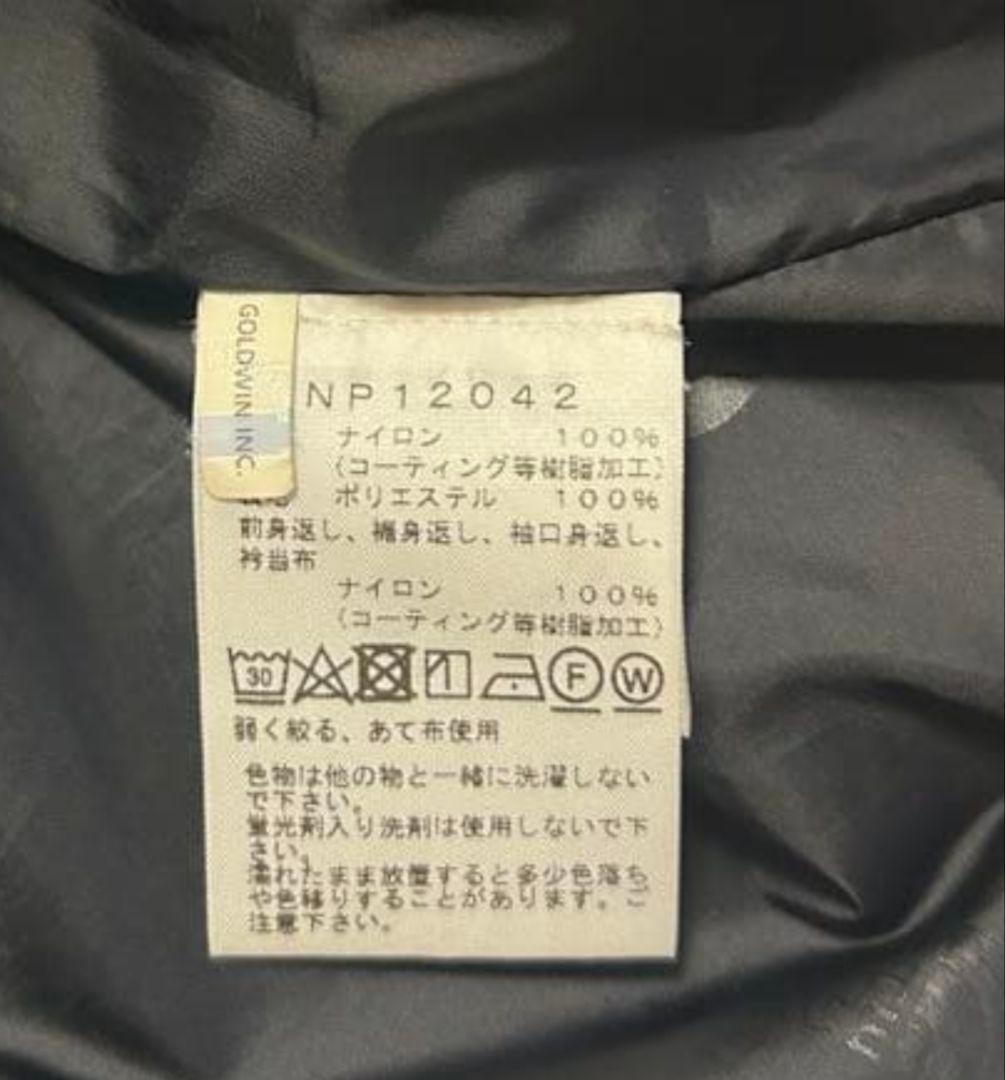 GOLDWIN INC.
NP12042
ナイロン 100%
(コーティング等樹脂加工)
ポリエステル 100%
前身返し、裾身返し、袖口身返し、
衿当布
ナイロン 100%
(コーティング等樹脂加工)
30 F W
弱く絞る、あて布使用
色物は他の物と一緒に洗濯しない
で下さい。
蛍光剤入り洗剤は使用しないで下
さい。
濡れたまま放置すると多少色落ち
や色移りすることがあります。ご
注意下さい。